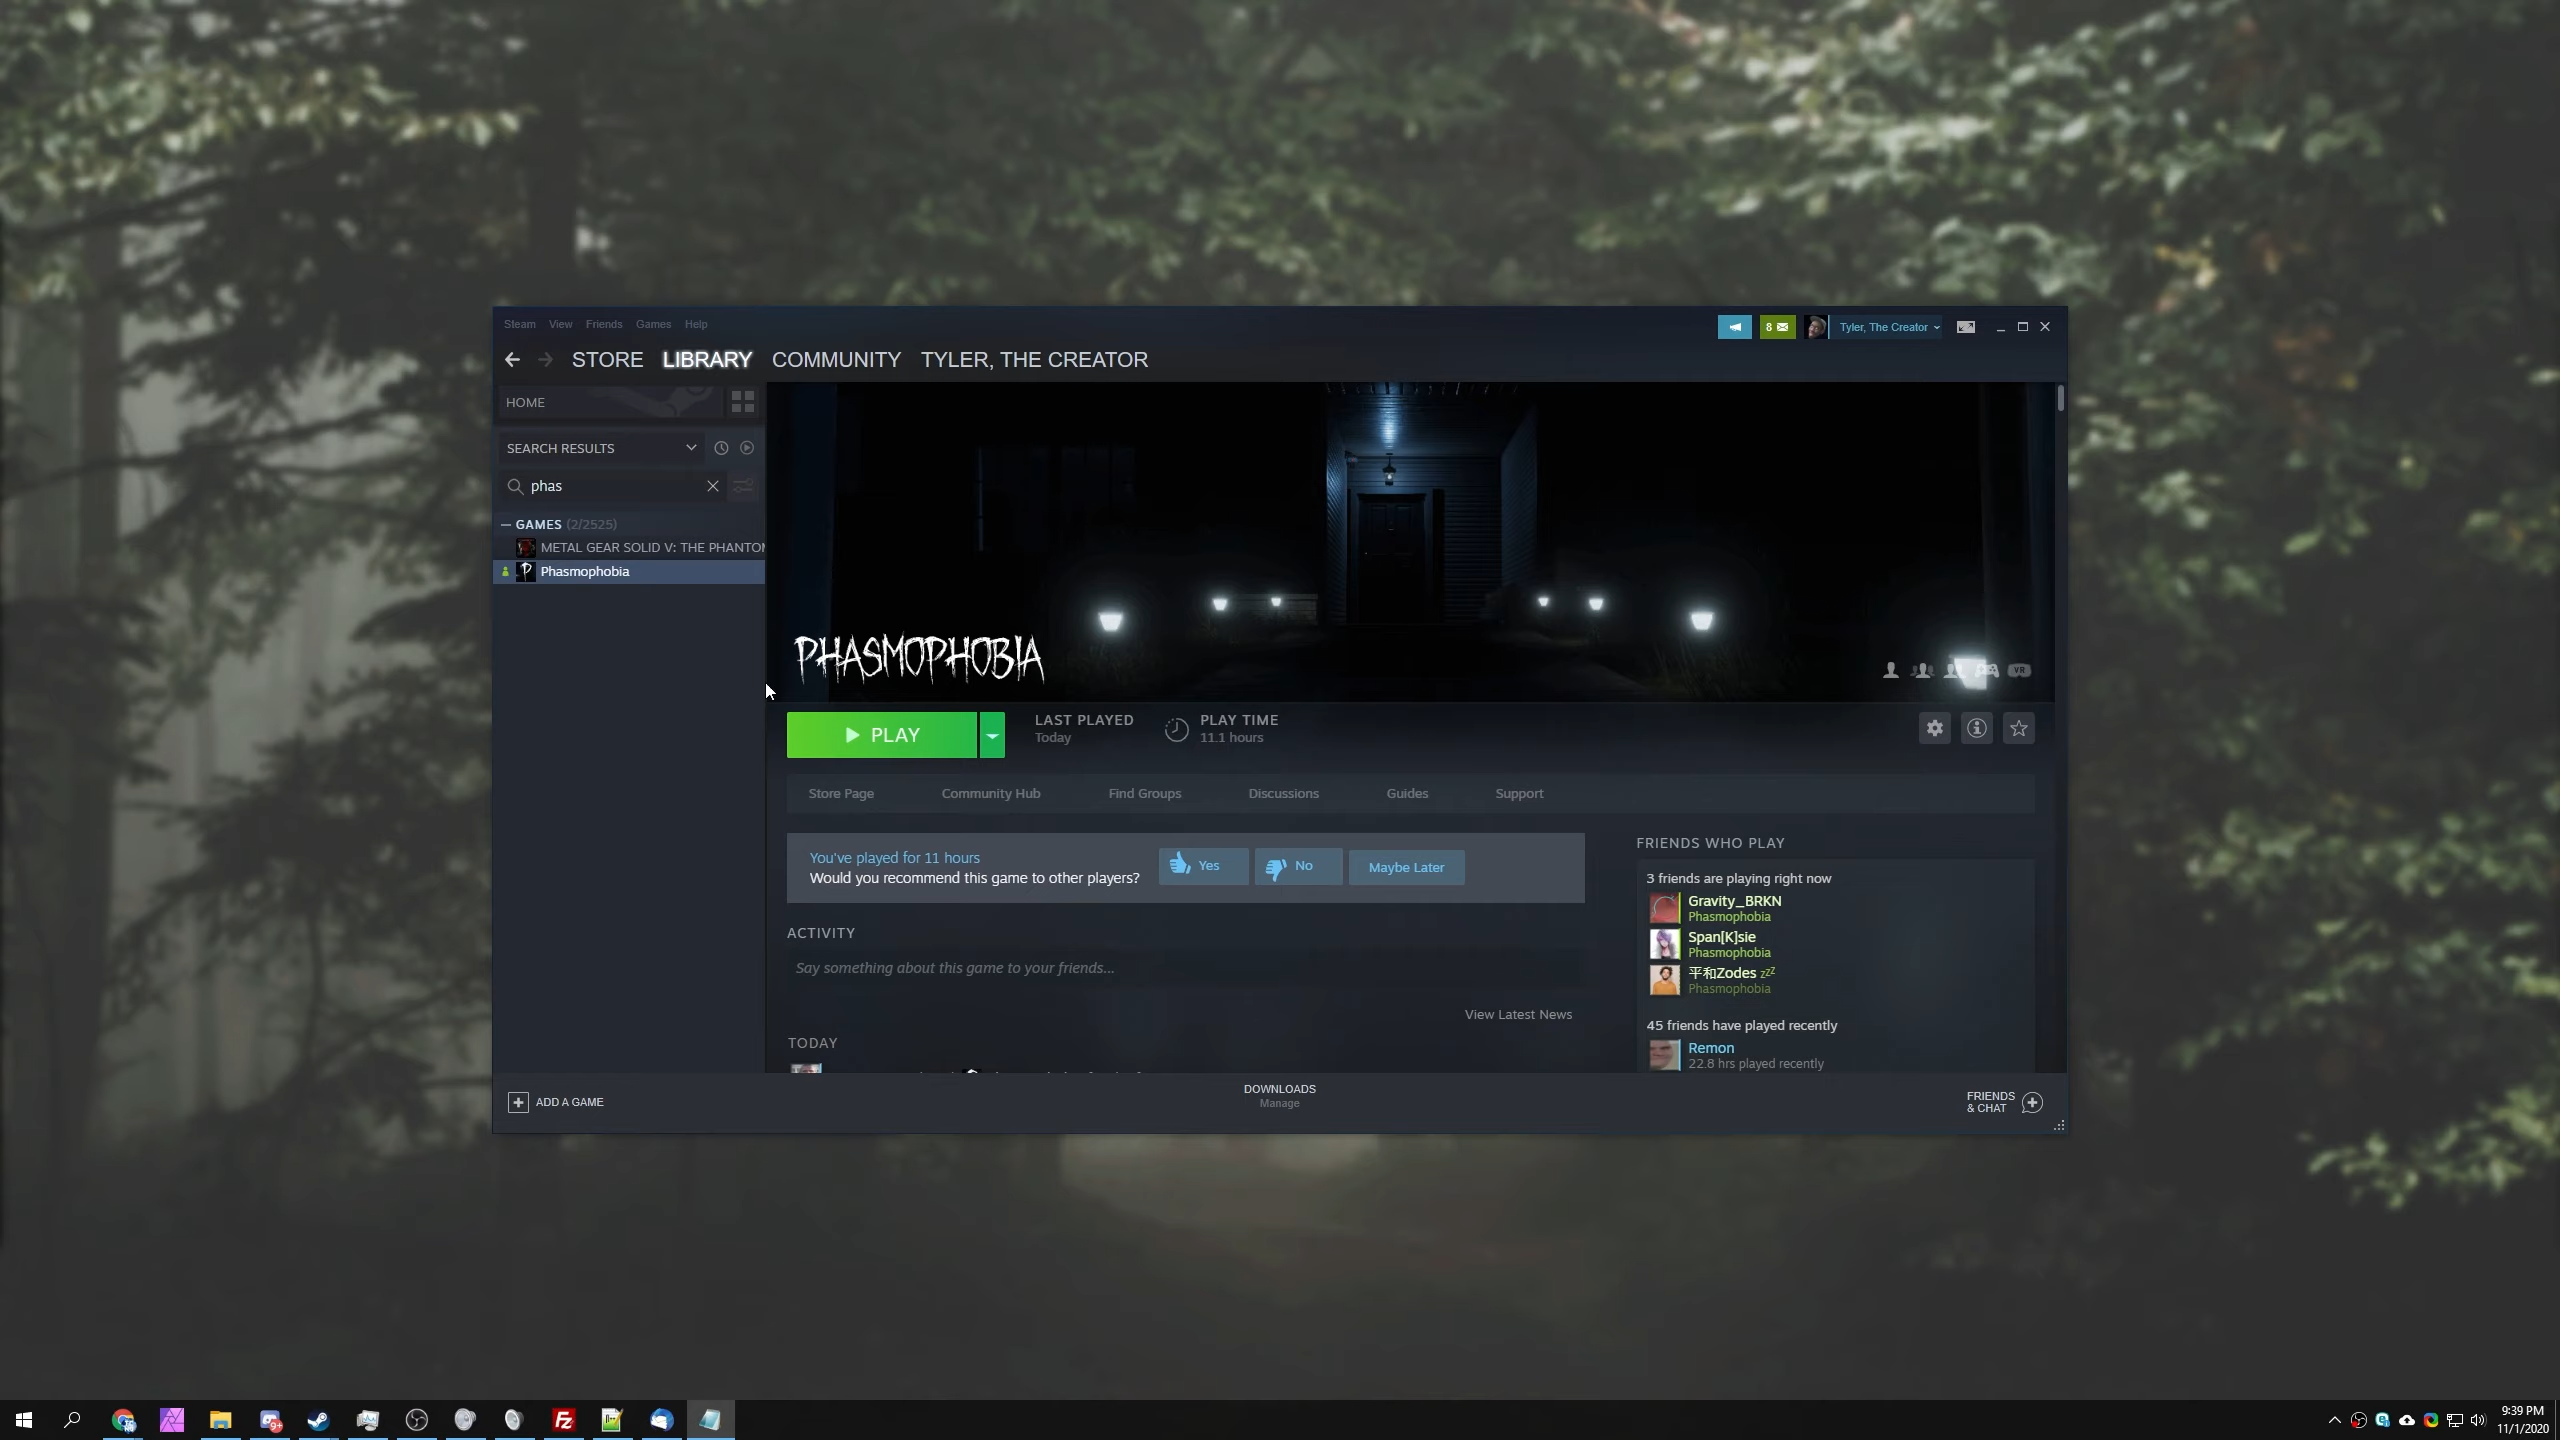 Steam View Friends Games Help
8
Tyler, The Creator
STORE LIBRARY COMMUNITY TYLER, THE CREATOR
HOME
SEARCH RESULTS
phas
GAMES (2/2525)
METAL GEAR SOLID V: THE PHANTOM
Phasmophobia
PHASMOPHOBIA
VR
PLAY
LAST PLAYED
Today
PLAY TIME
11.1 hours
Store Page Community Hub Find Groups Discussions Guides Support
You've played for 11 hours
Would you recommend this game to other players?
Yes
No
Maybe Later
ACTIVITY
Say something about this game to your friends...
View Latest News
TODAY
FRIENDS WHO PLAY
3 friends are playing right now
Gravity_BRKN
Phasmophobia
Span[K]sie
Phasmophobia
平和Zodes zzz
Phasmophobia
45 friends have played recently
Remon
22.8 hrs played recently
ADD A GAME
DOWNLOADS
Manage
FRIENDS
& CHAT
9+
Fz
9:39 PM
11/1/2020